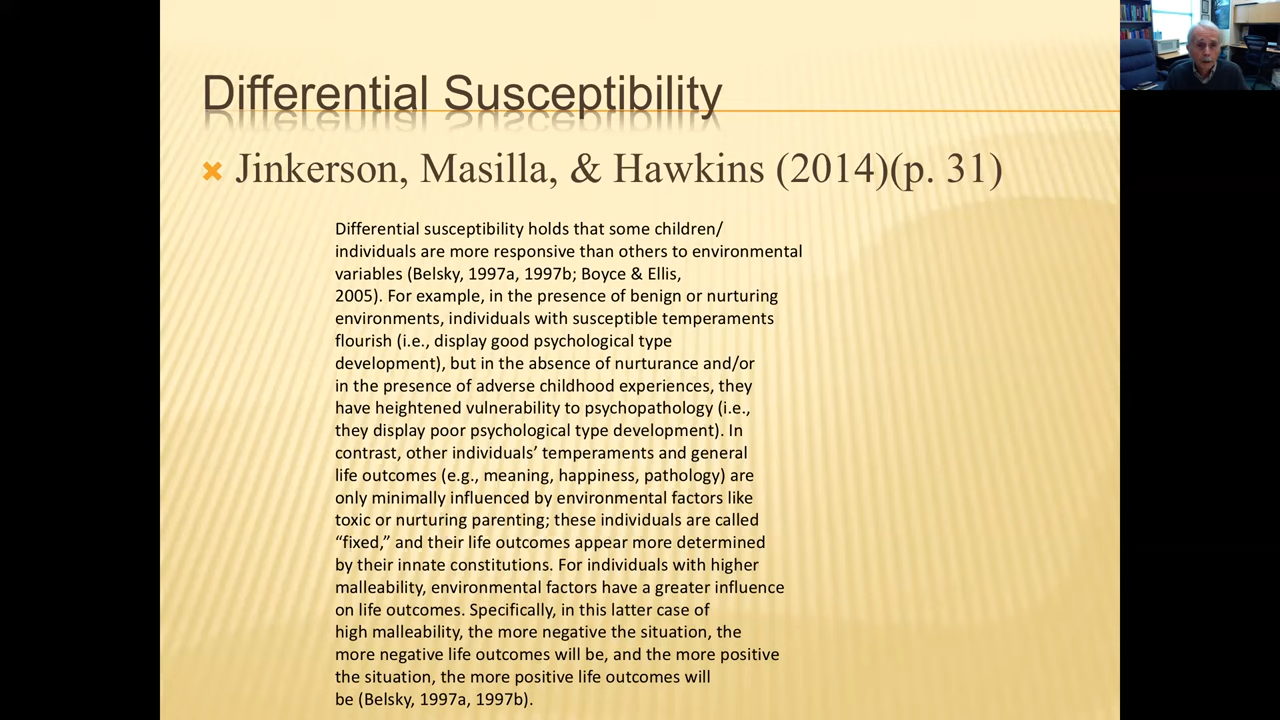 Differential Susceptibility
Jinkerson, Masilla, & Hawkins (2014)(p. 31)
Differential susceptibility holds that some children/
individuals are more responsive than others to environmental
variables (Belsky, 1997a, 1997b; Boyce & Ellis,
2005). For example, in the presence of benign or nurturing
environments, individuals with susceptible temperaments
flourish (i.e., display good psychological type
development), but in the absence of nurturance and/or
in the presence of adverse childhood experiences, they
have heightened vulnerability to psychopathology (i.e.,
they display poor psychological type development). In
contrast, other individuals’ temperaments and general
life outcomes (e.g., meaning, happiness, pathology) are
only minimally influenced by environmental factors like
toxic or nurturing parenting; these individuals are called
“fixed,” and their life outcomes appear more determined
by their innate constitutions. For individuals with higher
malleability, environmental factors have a greater influence
on life outcomes. Specifically, in this latter case of
high malleability, the more negative the situation, the
more negative life outcomes will be, and the more positive
the situation, the more positive life outcomes will
be (Belsky, 1997a, 1997b).